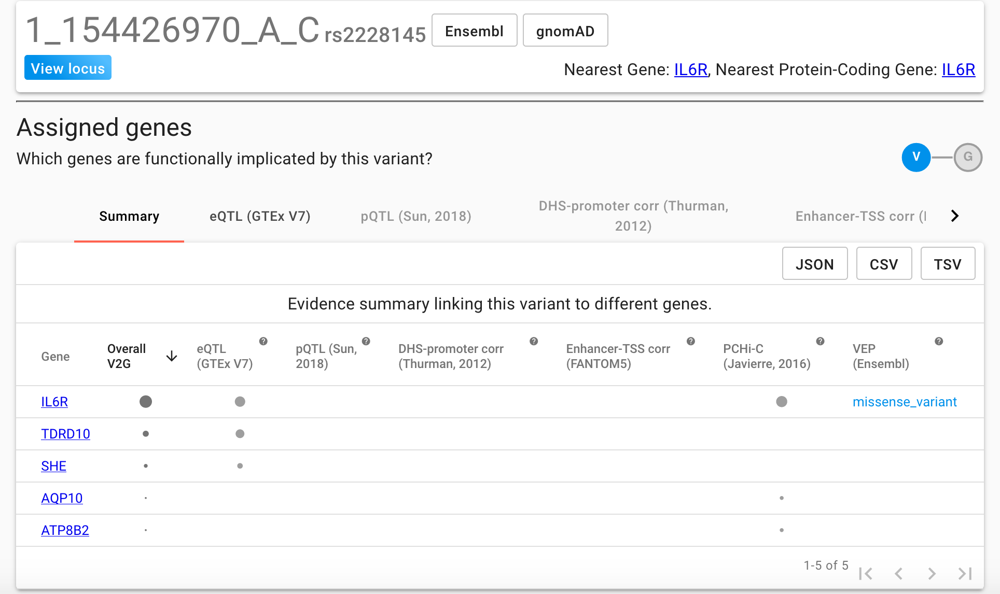 1_154426970_A_C rs2228145 Ensembl gnomAD
View locus
Nearest Gene: IL6R, Nearest Protein-Coding Gene: IL6R
Assigned genes
Which genes are functionally implicated by this variant?
V G
Summary eQTL (GTEx V7) pQTL (Sun, 2018) DHS-promoter corr (Thurman, 2012) Enhancer-TSS corr (
JSON CSV TSV
Evidence summary linking this variant to different genes.
Gene Overall V2G eQTL (GTEx V7) ? pQTL (Sun, 2018) ? DHS-promoter corr (Thurman, 2012) ? Enhancer-TSS corr (FANTOM5) ? PCHi-C (Javierre, 2016) ? VEP (Ensembl) ?
IL6R missense_variant
TDRD10
SHE
AQP10
ATP8B2
1-5 of 5